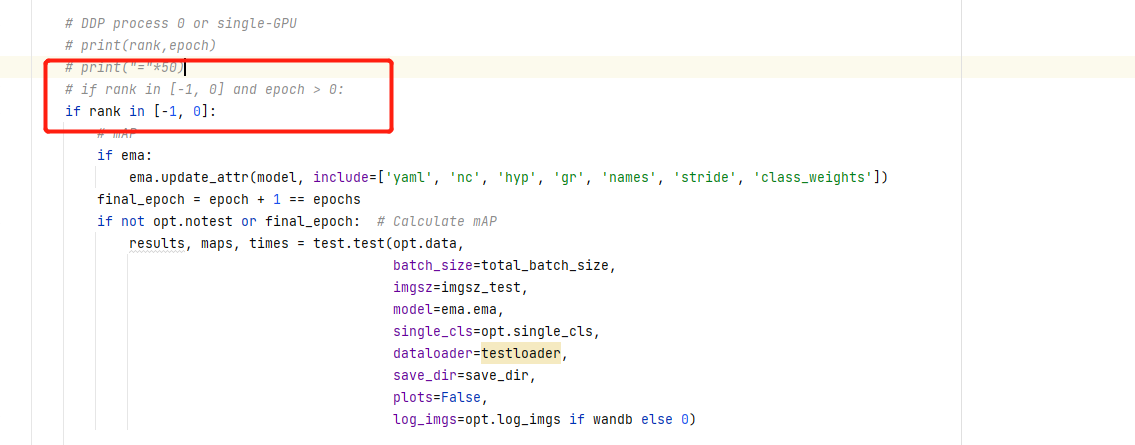 # DDP process 0 or single-GPU
# print(rank,epoch)
# print("="*50)
# if rank in [-1, 0] and epoch > 0:
if rank in [-1, 0]:
# mAP
if ema:
ema.update_attr(model, include=['yaml', 'nc', 'hyp', 'gr', 'names', 'stride', 'class_weights'])
final_epoch = epoch + 1 == epochs
if not opt.notest or final_epoch:  # Calculate mAP
results, maps, times = test.test(opt.data,
batch_size=total_batch_size,
imgsz=imgsz_test,
model=ema.ema,
single_cls=opt.single_cls,
dataloader=testloader,
save_dir=save_dir,
plots=False,
log_imgs=opt.log_imgs if wandb else 0)